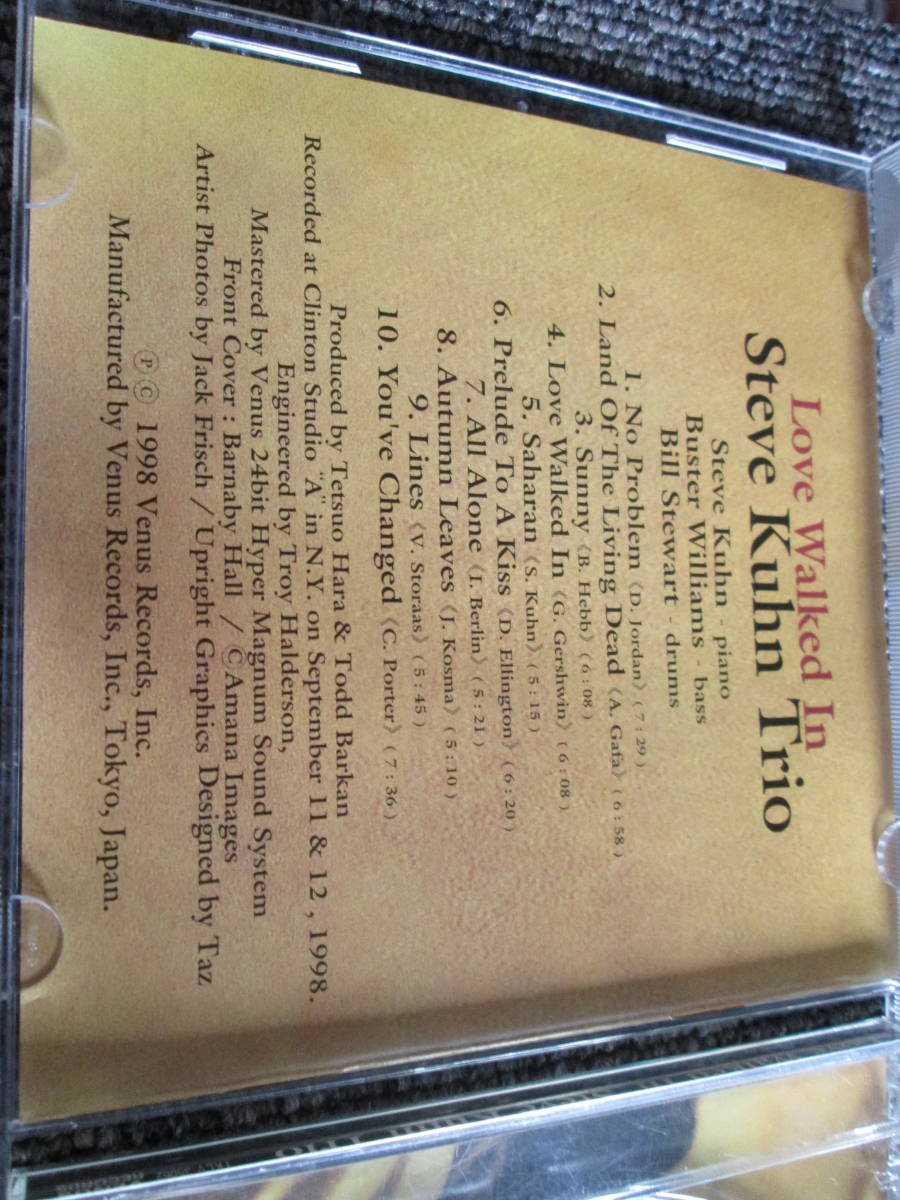 Love Walked In
Steve Kuhn Trio
Steve Kuhn - piano
Buster Williams - bass
Bill Stewart - drums
1. No Problem《D. Jordan》( 7 : 29 )
2. Land Of The Living Dead《A. Gafa》( 6 : 58 )
3. Sunny《B. Hebb》( 6 : 08 )
4. Love Walked In《G. Gershwin》( 6 : 08 )
5. Saharan《S. Kuhn》( 5 : 15 )
6. Prelude To A Kiss《D. Ellington》( 6 : 20 )
7. All Alone《I. Berlin》( 5 : 21 )
8. Autumn Leaves《J. Kosma》( 5 : 10 )
9. Lines《V. Storaas》( 5 : 45 )
10. You've Changed《C. Porter》( 7 : 36 )
Produced by Tetsuo Hara & Todd Barkan
Recorded at Clinton Studio "A" in N.Y. on September 11 & 12 , 1998.
Engineered by Troy Halderson,
Mastered by Venus 24bit Hyper Magnum Sound System
Front Cover : Barnaby Hall / ©Amana Images
Artist Photos by Jack Frisch / Upright Graphics Designed by Taz
℗ © 1998 Venus Records, Inc.
Manufactured by Venus Records, Inc., Tokyo, Japan.